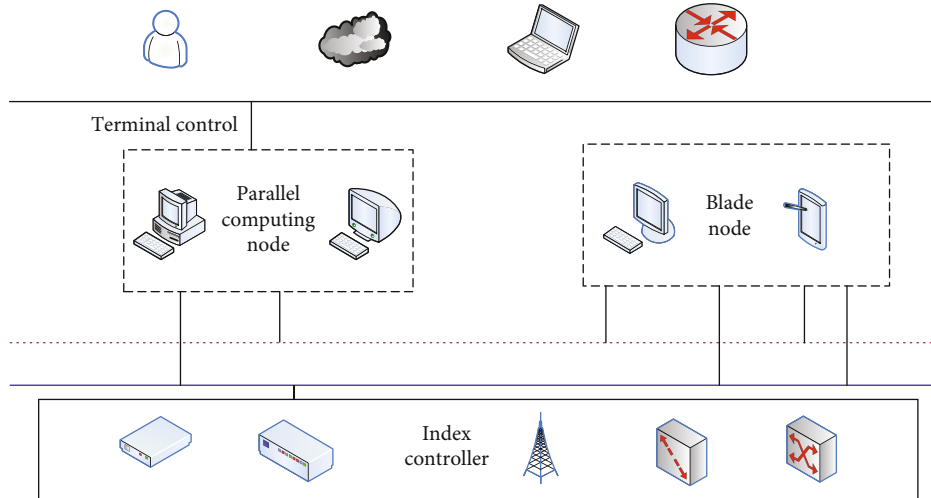 Terminal control
Parallel
computing
node
Blade
node
Index
controller